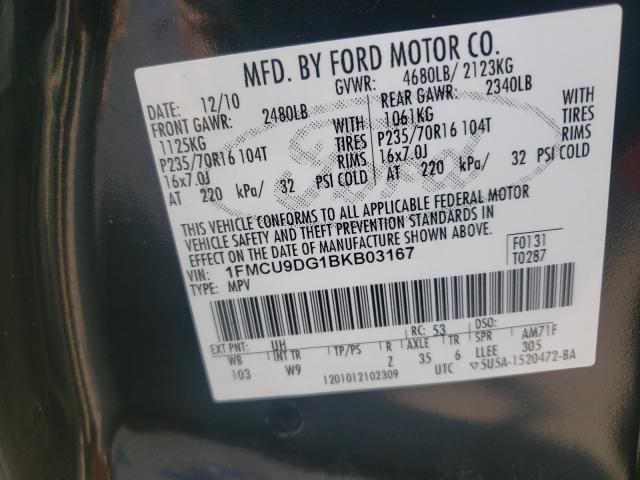 MFD. BY FORD MOTOR CO.
DATE: 12/10 GVWR: 4680LB/ 2123KG
FRONT GAWR: 2480LB REAR GAWR: 2340LB
1125KG WITH 1061KG WITH
P235/70R16 104T TIRES P235/70R16 104T TIRES
16x7.0J RIMS 16x7.0J RIMS
AT 220 kPa/ 32 PSI COLD AT 220 kPa/ 32 PSI COLD
THIS VEHICLE CONFORMS TO ALL APPLICABLE FEDERAL MOTOR
VEHICLE SAFETY AND THEFT PREVENTION STANDARDS IN
EFFECT ON THE DATE OF MANUFACTURE SHOWN ABOVE.
VIN: 1FMCU9DG1BKB03167 F0131
TYPE: MPV T0287
EXT PNT: UH RC: 53 DSO:
WB INT TR TP/PS R AXLE TR SPR AM71F
103 W9 Z 35 6 LLEE 305
1201012102309 UTC ▽5U5A-1520472-BA
Ford